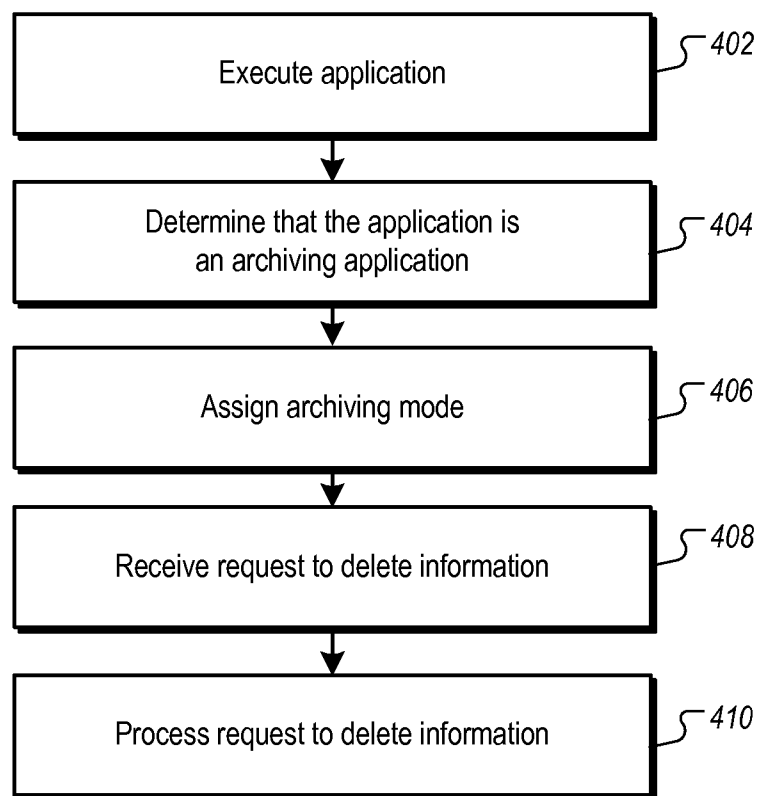 Execute application
402
Determine that the application is
an archiving application
404
Assign archiving mode
406
Receive request to delete information
408
Process request to delete information
410